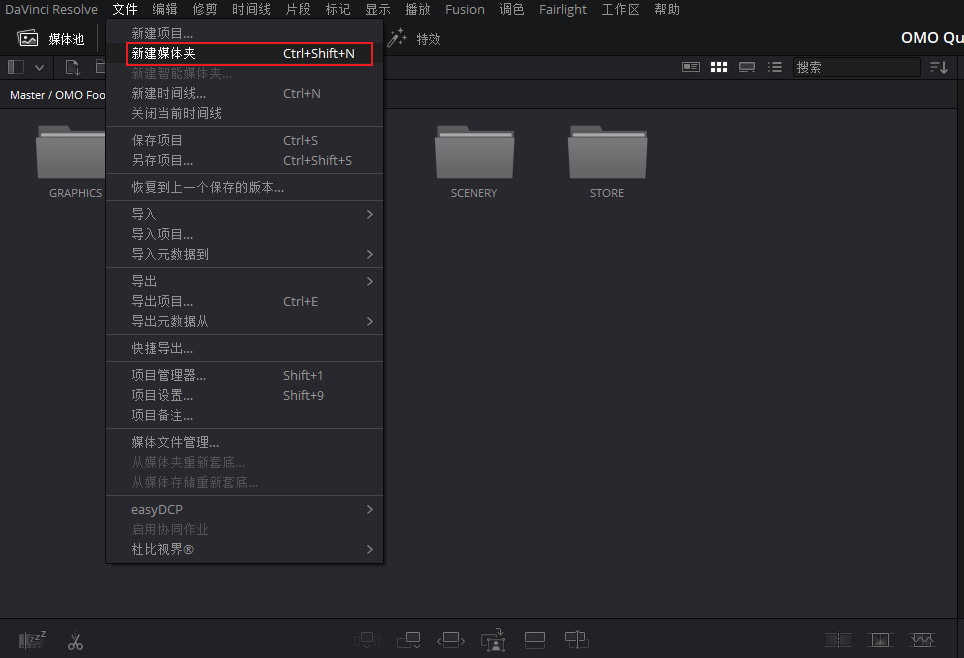 DaVinci Resolve 文件 编辑 修剪 时间线 片段 标记 显示 播放 Fusion 调色 Fairlight 工作区 帮助
媒体池 特效 OMO Qu
搜索
Master / OMO Foo
GRAPHICS SCENERY STORE
新建项目...
新建媒体夹 Ctrl+Shift+N
新建智能媒体夹...
新建时间线... Ctrl+N
关闭当前时间线
保存项目 Ctrl+S
另存项目... Ctrl+Shift+S
恢复到上一个保存的版本...
导入
导入项目...
导入元数据到
导出
导出项目... Ctrl+E
导出元数据从
快捷导出...
项目管理器... Shift+1
项目设置... Shift+9
项目备注...
媒体文件管理...
从媒体夹重新套底...
从媒体存储重新套底...
easyDCP
启用协同作业
杜比视界®